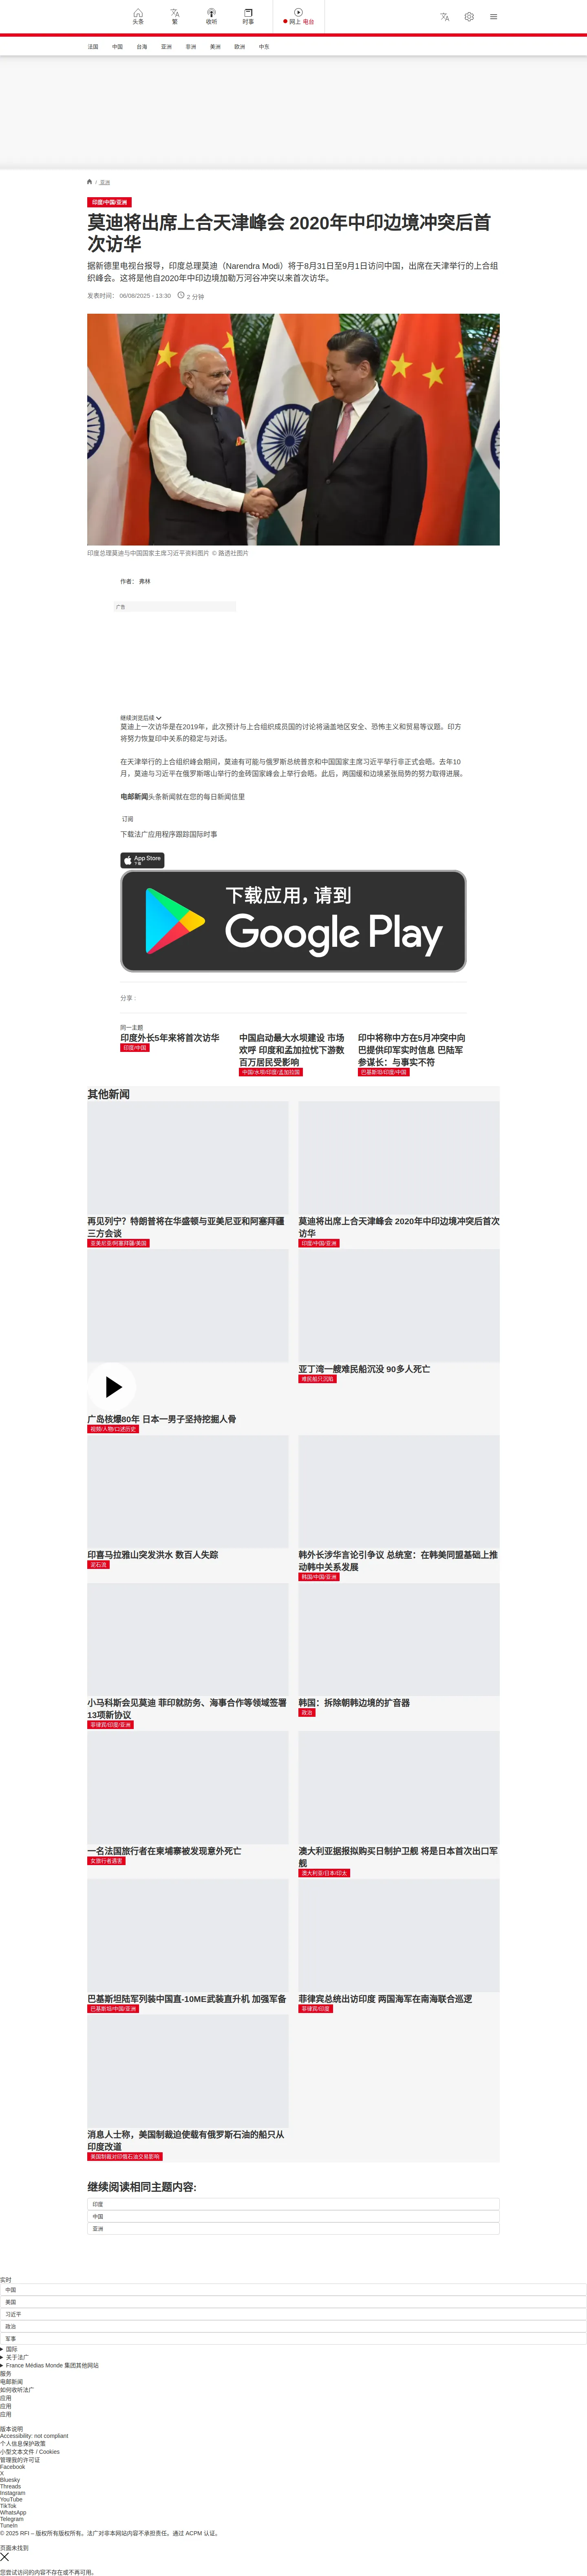 头条
繁
收听
时事
网上 电台
法国
中国
台海
亚洲
非洲
美洲
欧洲
中东
/ 亚洲
印度/中国/亚洲
莫迪将出席上合天津峰会 2020年中印边境冲突后首
次访华
据新德里电视台报导，印度总理莫迪（Narendra Modi）将于8月31日至9月1日访问中国，出席在天津举行的上合组
织峰会。这将是他自2020年中印边境加勒万河谷冲突以来首次访华。
发表时间： 06/08/2025 - 13:30
2 分钟
印度总理莫迪与中国国家主席习近平资料图片 © 路透社图片
作者： 弗林
广告
继续浏览后续
莫迪上一次访华是在2019年，此次预计与上合组织成员国的讨论将涵盖地区安全、恐怖主义和贸易等议题。印方
将努力恢复印中关系的稳定与对话。
在天津举行的上合组织峰会期间，莫迪有可能与俄罗斯总统普京和中国国家主席习近平举行非正式会晤。去年10
月，莫迪与习近平在俄罗斯喀山举行的金砖国家峰会上举行会晤。此后，两国缓和边境紧张局势的努力取得进展。
电邮新闻头条新闻就在您的每日新闻信里
订阅
下载法广应用程序跟踪国际时事
App Store
下载
下载应用，请到
Google Play
分享 :
同一主题
印度外长5年来将首次访华
印度/中国
中国启动最大水坝建设 市场
欢呼 印度和孟加拉忧下游数
百万居民受影响
中国/水坝/印度/孟加拉国
印中将称中方在5月冲突中向
巴提供印军实时信息 巴陆军
参谋长：与事实不符
巴基斯坦/印度/中国
其他新闻
再见列宁？特朗普将在华盛顿与亚美尼亚和阿塞拜疆
三方会谈
亚美尼亚/阿塞拜疆/美国
莫迪将出席上合天津峰会 2020年中印边境冲突后首次
访华
印度/中国/亚洲
广岛核爆80年 日本一男子坚持挖掘人骨
视频/人物/口述历史
亚丁湾一艘难民船沉没 90多人死亡
难民船只沉陷
印喜马拉雅山突发洪水 数百人失踪
泥石流
韩外长涉华言论引争议 总统室：在韩美同盟基础上推
动韩中关系发展
韩国/中国/亚洲
小马科斯会见莫迪 菲印就防务、海事合作等领域签署
13项新协议
菲律宾/印度/亚洲
韩国：拆除朝韩边境的扩音器
政治
一名法国旅行者在柬埔寨被发现意外死亡
女旅行者遇害
澳大利亚据报拟购买日制护卫舰 将是日本首次出口军
舰
澳大利亚/日本/印太
巴基斯坦陆军列装中国直-10ME武装直升机 加强军备
巴基斯坦/中国/亚洲
菲律宾总统出访印度 两国海军在南海联合巡逻
菲律宾/印度
消息人士称，美国制裁迫使载有俄罗斯石油的船只从
印度改道
美国制裁对印俄石油交易影响
继续阅读相同主题内容:
印度
中国
亚洲
实时
中国
美国
习近平
政治
军事
国际
关于法广
France Médias Monde 集团其他网站
服务
电邮新闻
如何收听法广
应用
应用
应用
版本说明
Accessibility: not compliant
个人信息保护政策
小型文本文件 / Cookies
管理我的许可证
Facebook
X
Bluesky
Threads
Instagram
YouTube
TikTok
WhatsApp
Telegram
TuneIn
© 2025 RFI – 版权所有版权所有。法广对非本网站内容不承担责任。通过 ACPM 认证。
页面未找到
您尝试访问的内容不存在或不再可用。